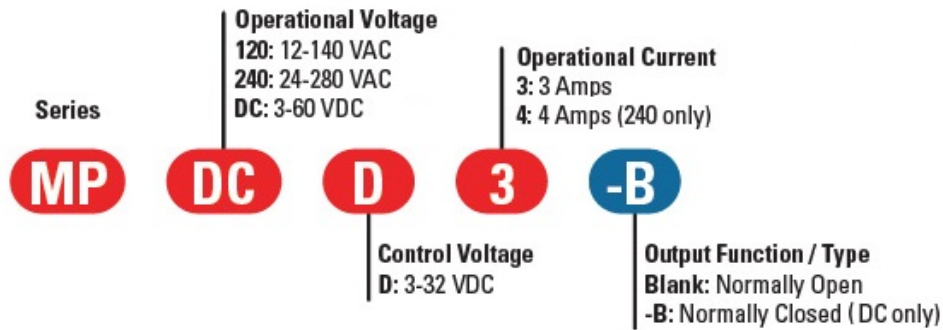 Operational Voltage
120: 12-140 VAC
240: 24-280 VAC
DC: 3-60 VDC
Operational Current
3: 3 Amps
4: 4 Amps (240 only)
Series
MP DC D 3 -B
Control Voltage
D: 3-32 VDC
Output Function / Type
Blank: Normally Open
-B: Normally Closed ( DC only)